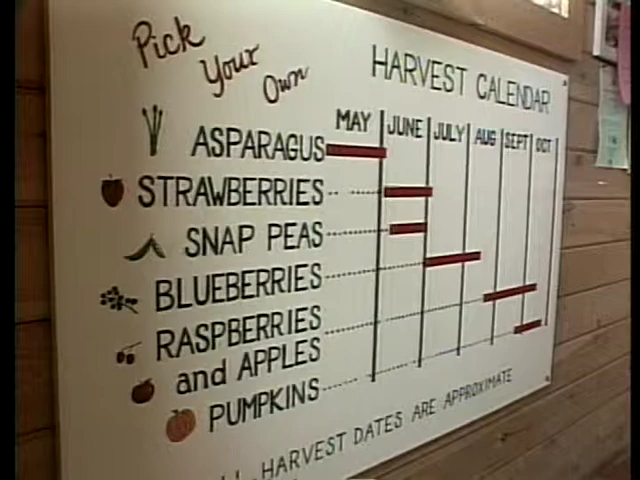 Pick
Your
Own
HARVEST CALENDAR
MAY JUNE JULY AUG SEPT OCT
ASPARAGUS
STRAWBERRIES
SNAP PEAS
BLUEBERRIES
RASPBERRIES
and APPLES
PUMPKINS
HARVEST DATES ARE APPROXIMATE